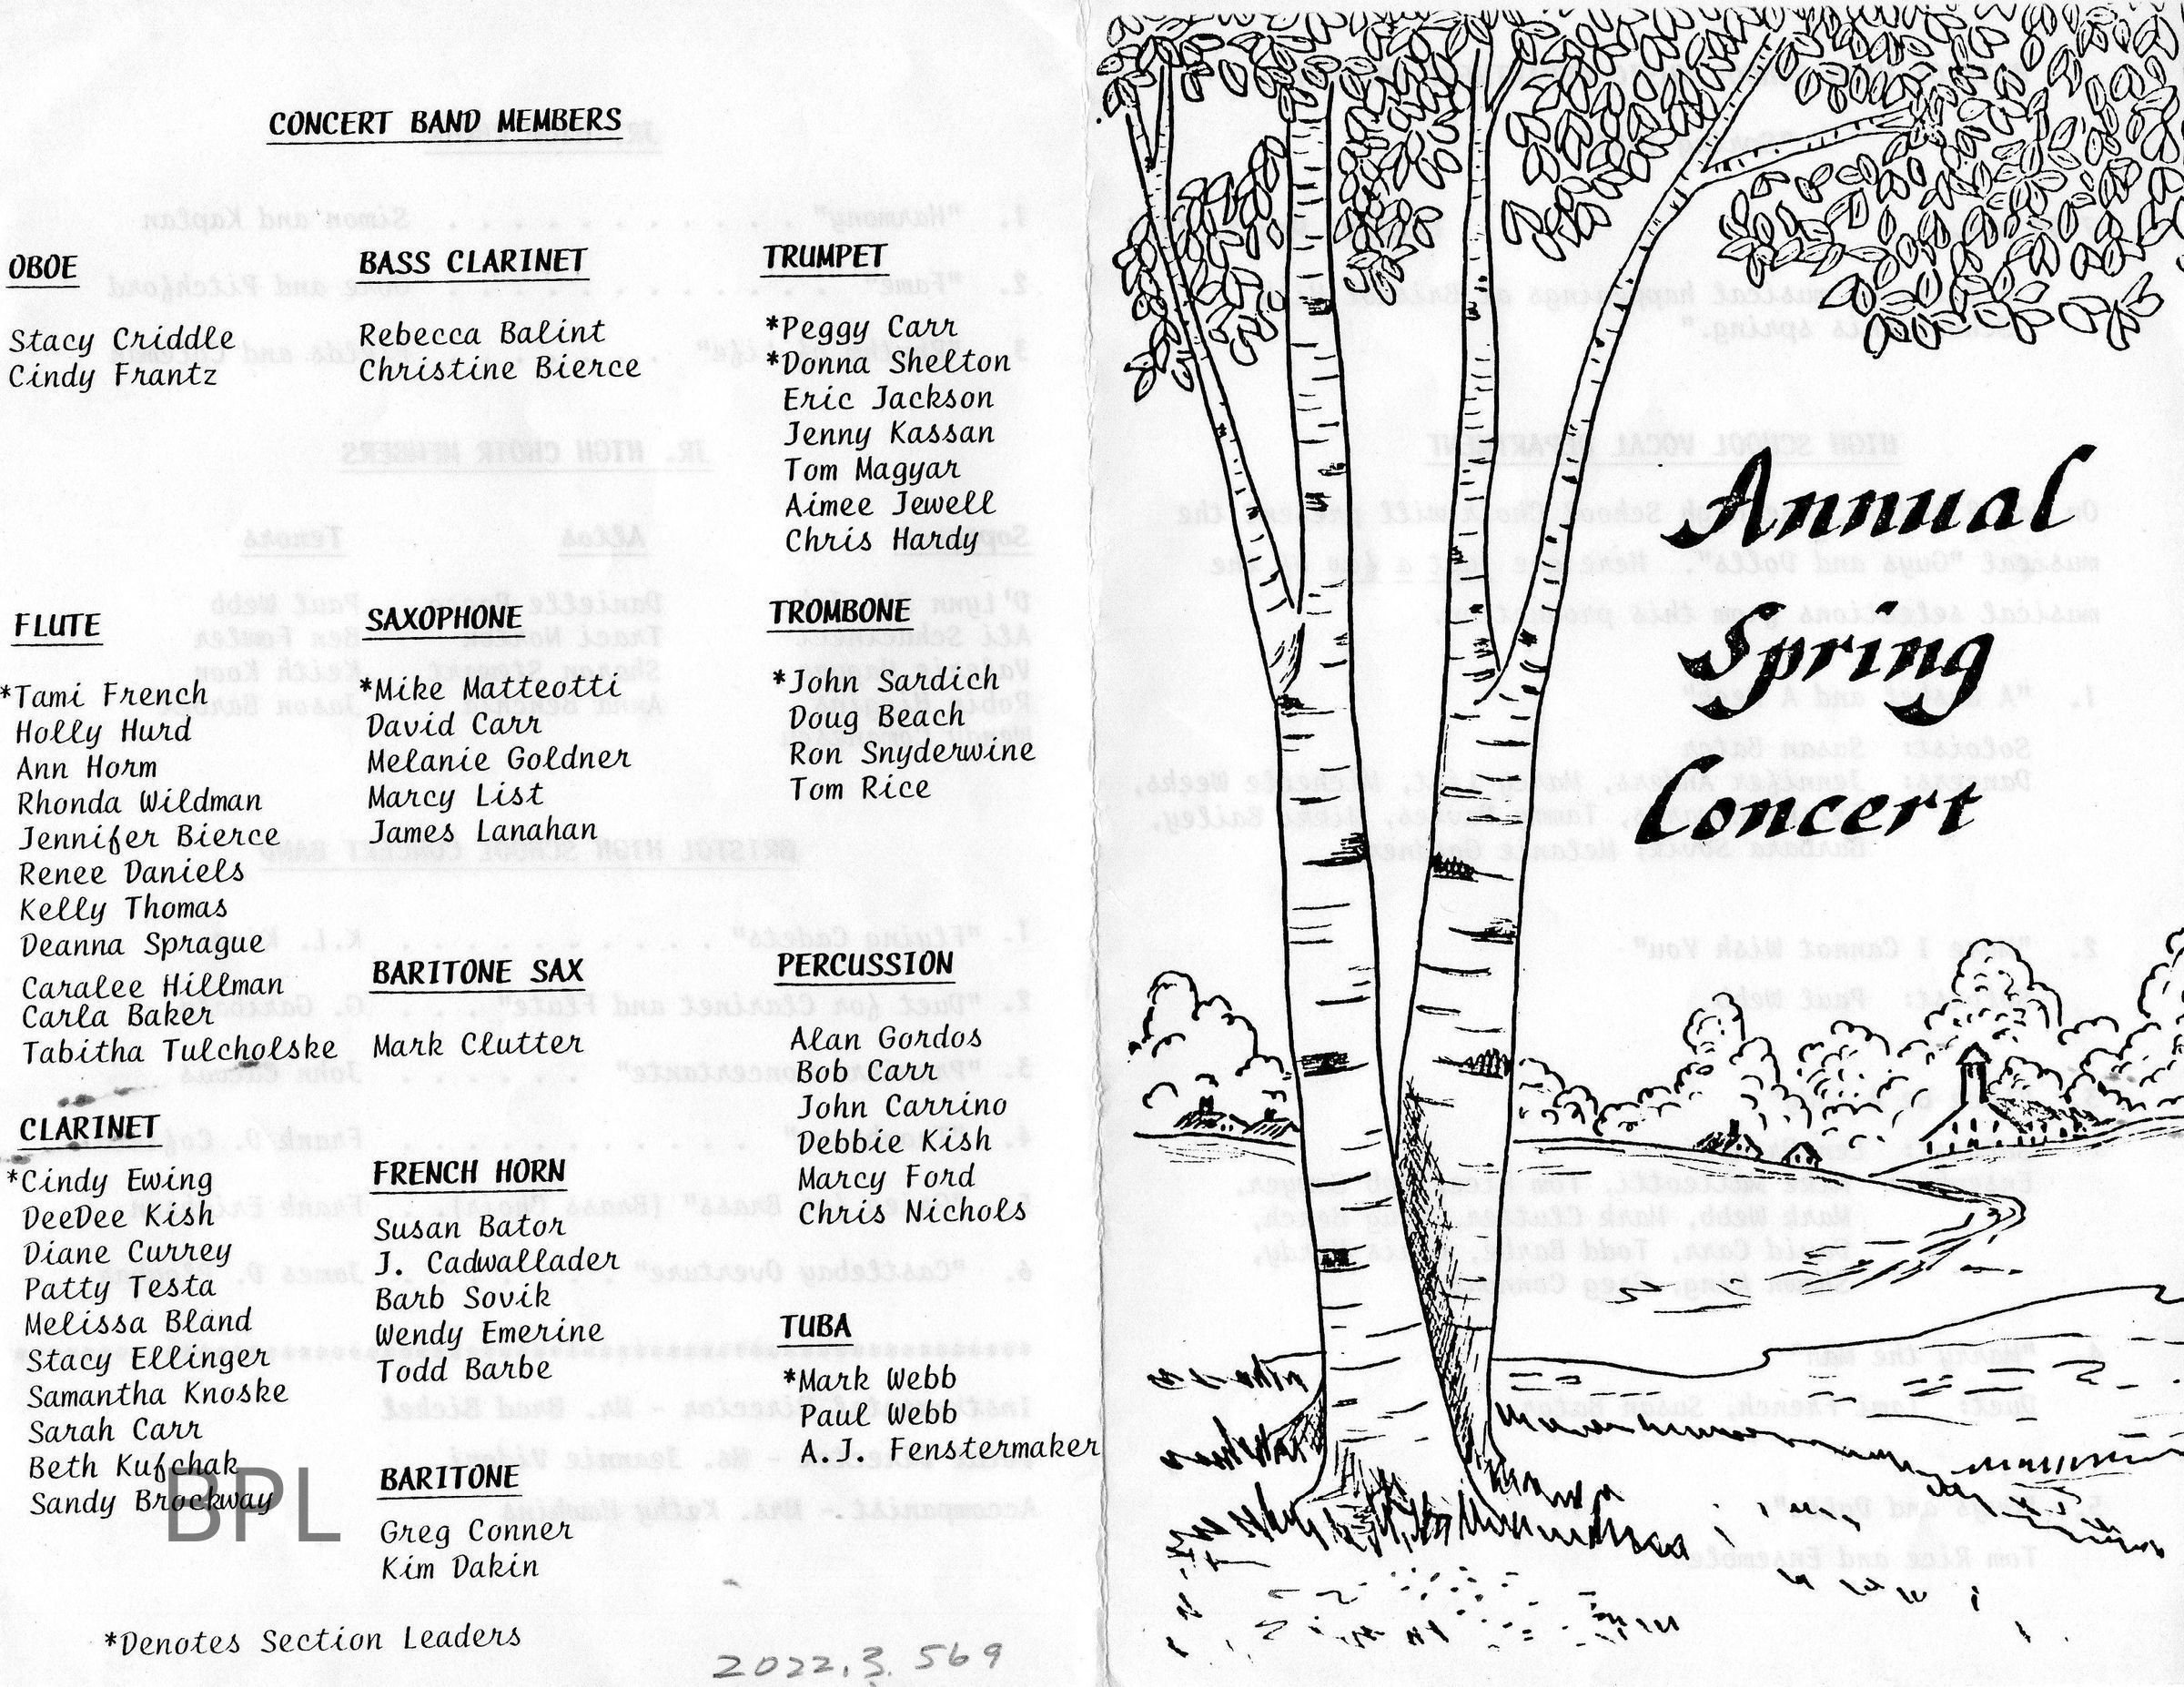 CONCERT BAND MEMBERS
OBOE
Stacy Criddle
Cindy Frantz
FLUTE
*Tami French
Holly Hurd
Ann Horm
Rhonda Wildman
Jennifer Bierce
Renee Daniels
Kelly Thomas
Deanna Sprague
Caralee Hillman
Carla Baker
Tabitha Tulcholske
CLARINET
*Cindy Ewing
DeeDee Kish
Diane Currey
Patty Testa
Melissa Bland
Stacy Ellinger
Samantha Knoske
Sarah Carr
Beth Kufchak
Sandy Brockway
BPL
BASS CLARINET
Rebecca Balint
Christine Bierce
SAXOPHONE
*Mike Matteotti
David Carr
Melanie Goldner
Marcy List
James Lanahan
BARITONE SAX
Mark Clutter
FRENCH HORN
Susan Bator
J. Cadwallader
Barb Sovik
Wendy Emerine
Todd Barbe
BARITONE
Greg Conner
Kim Dakin
TRUMPET
*Peggy Carr
*Donna Shelton
Eric Jackson
Jenny Kassan
Tom Magyar
Aimee Jewell
Chris Hardy
TROMBONE
*John Sardich
Doug Beach
Ron Snyderwine
Tom Rice
PERCUSSION
Alan Gordos
Bob Carr
John Carrino
Debbie Kish
Marcy Ford
Chris Nichols
TUBA
*Mark Webb
Paul Webb
A.J. Fenstermaker
*Denotes Section Leaders
2022.3.569
Annual
Spring
Concert